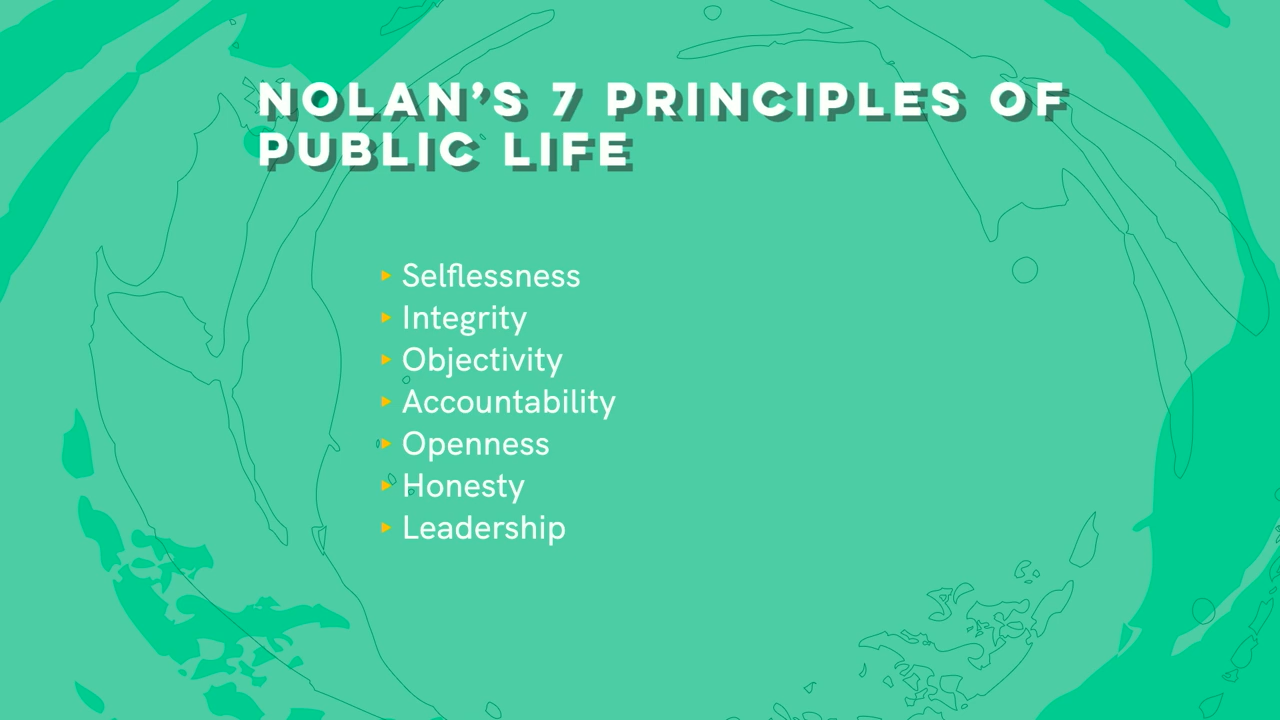 NOLAN’S 7 PRINCIPLES OF
PUBLIC LIFE
Selflessness
Integrity
Objectivity
Accountability
Openness
Honesty
Leadership